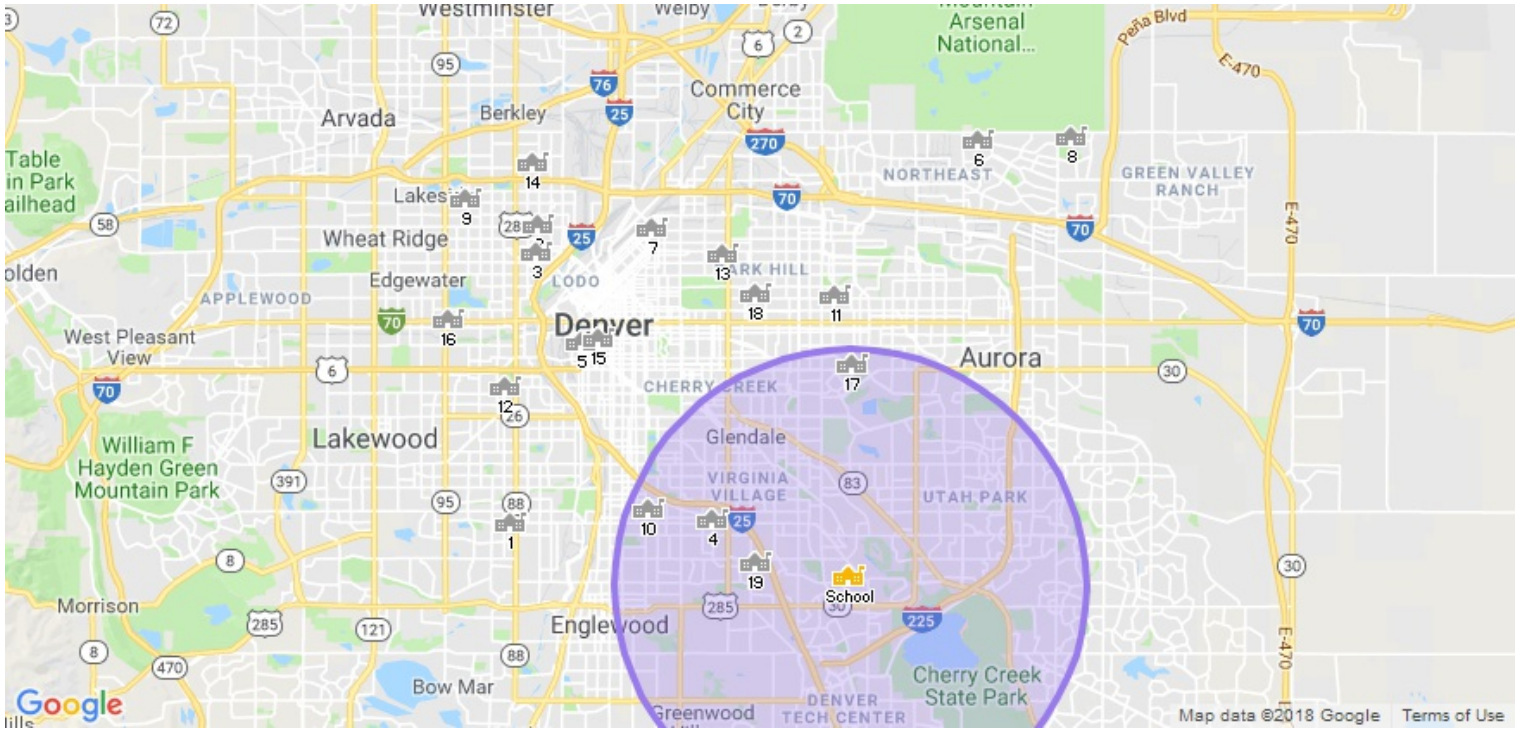 Westminster
Welby
3
72
6
2
Mountain
Arsenal
National...
Peña Blvd
95
E-470
76
25
Commerce
City
Arvada
Berkley
270
6
8
Table
in Park
ailhead
14
NORTHEAST
GREEN VALLEY
RANCH
Lakes
9
70
58
Wheat Ridge
25
7
70
E-470
3
13
PARK HILL
olden
Edgewater
LODO
APPLEWOOD
18
11
70
16
Denver
70
West Pleasant
View
5
15
Aurora
6
17
30
70
CHERRY CREEK
12
26
Lakewood
Glendale
William F
Hayden Green
Mountain Park
391
VIRGINIA
VILLAGE
83
UTAH PARK
95
88
10
4
25
1
8
19
30
School
Morrison
285
30
285
121
Englewood
225
8
88
E-470
470
Bow Mar
Cherry Creek
State Park
Google
Greenwood
DENVER
TECH CENTER
Map data ©2018 Google
Terms of Use
ills